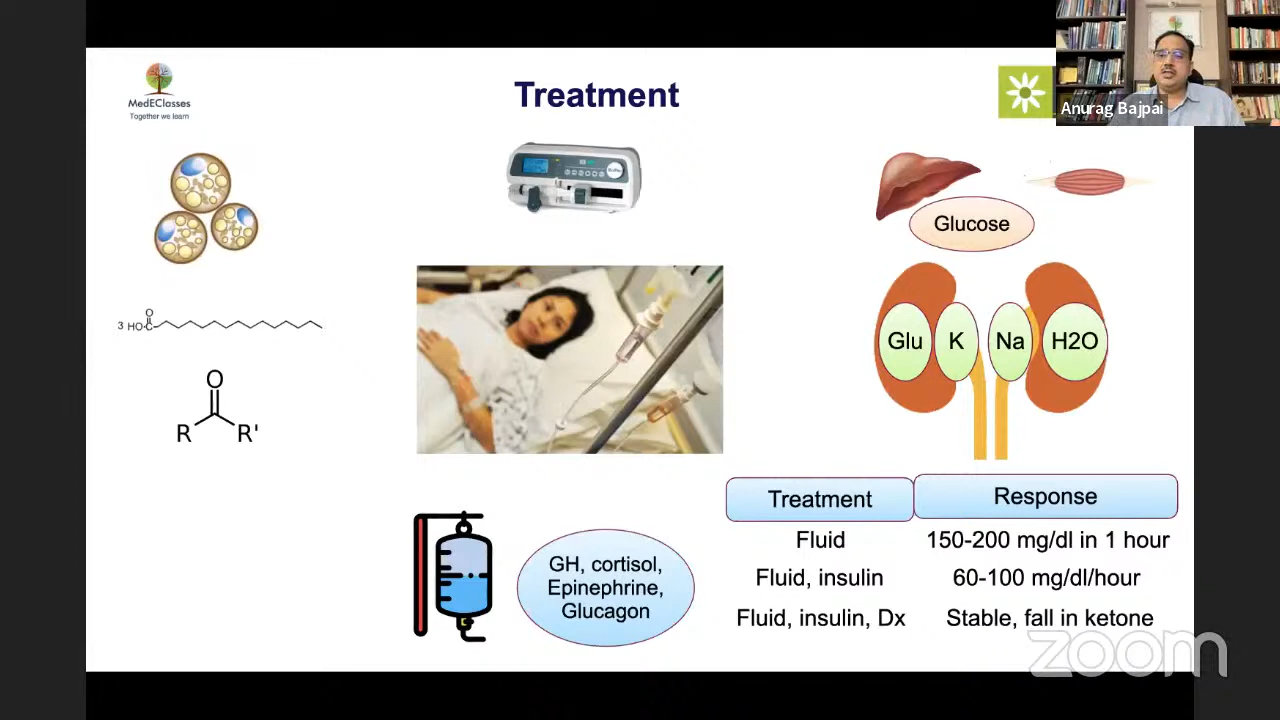 MedEClasses
Together we learn
Treatment
Anurag Bajpai
Glucose
3 HO C
O
O
R R'
Glu K Na H2O
GH, cortisol,
Epinephrine,
Glucagon
Treatment Response
Fluid 150-200 mg/dl in 1 hour
Fluid, insulin 60-100 mg/dl/hour
Fluid, insulin, Dx Stable, fall in ketone
zoom